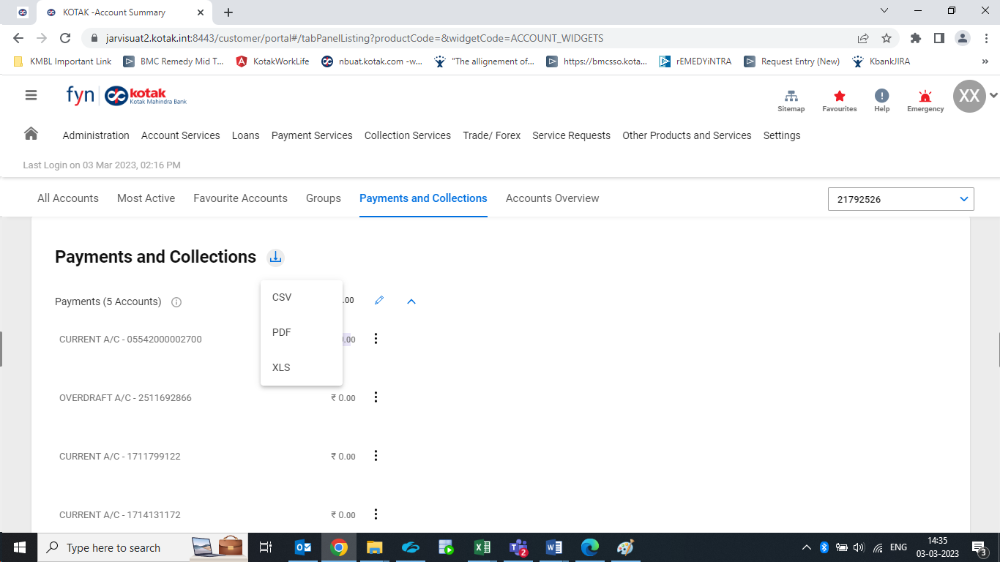 KOTAK -Account Summary
jarvisuat2.kotak.int:8443/customer/portal#/tabPanelListing?productCode=&widgetCode=ACCOUNT_WIDGETS
KMBL Important Link BMC Remedy Mid T... KotakWorkLife nbuat.kotak.com -w... "The allignement of... https://bmcsso.kota... rEMEDYiNTRA Request Entry (New) KbankJIRA »
fyn kotak
Kotak Mahindra Bank
XX
Sitemap Favourites Help Emergency
Administration Account Services Loans Payment Services Collection Services Trade/ Forex Service Requests Other Products and Services Settings
Last Login on 03 Mar 2023, 02:16 PM
All Accounts Most Active Favourite Accounts Groups Payments and Collections Accounts Overview 21792526
Payments and Collections
CSV
Payments (5 Accounts) .00
PDF
CURRENT A/C - 05542000002700 0.00
XLS
OVERDRAFT A/C - 2511692866 ₹ 0.00
CURRENT A/C - 1711799122 ₹ 0.00
CURRENT A/C - 1714131172 ₹ 0.00
Type here to search 2 ENG 14:35
03-03-2023 3